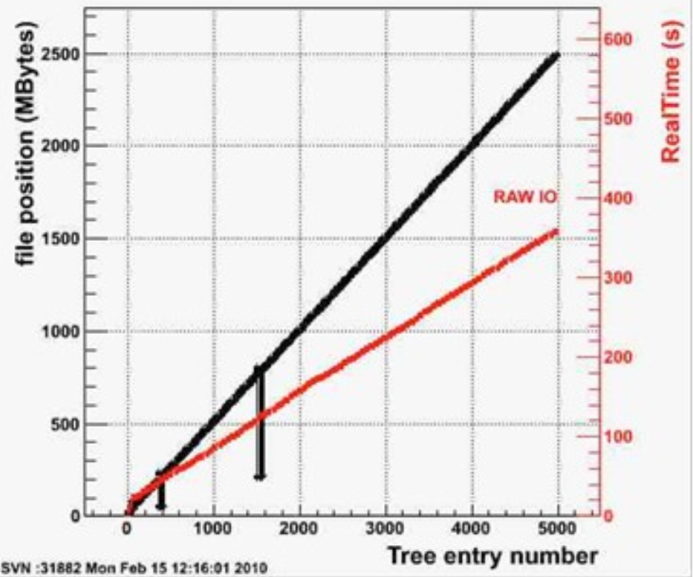 file position (MBytes)
2500
2000
1500
1000
500
0
600
500
400
300
200
100
0
RealTime (s)
RAW IO
0 1000 2000 3000 4000 5000
Tree entry number
SVN :31882 Mon Feb 15 12:16:01 2010